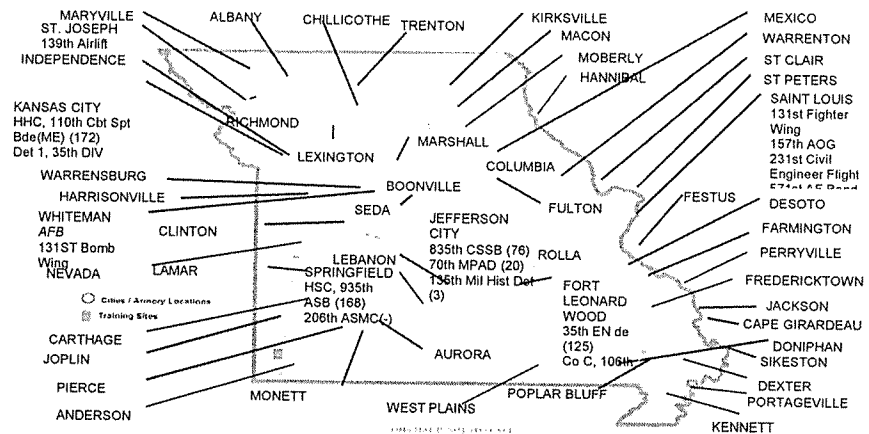 MARYVILLE
ST. JOSEPH
139th Airlift
INDEPENDENCE
ALBANY
CHILLICOTHE
TRENTON
KIRKSVILLE
MACON
MOBERLY
HANNIBAL
MEXICO
WARRENTON
ST CLAIR
ST PETERS
SAINT LOUIS
131st Fighter
Wing
157th AOG
231st Civil
Engineer Flight
KANSAS CITY
HHC, 110th Cbt Spt
Bde(ME) (172)
Det 1, 35th DIV
RICHMOND
LEXINGTON
MARSHALL
COLUMBIA
WARRENSBURG
HARRISONVILLE
BOONVILLE
FULTON
FESTUS
WHITEMAN
AFB
131ST Bomb
Wing
CLINTON
SEDA
JEFFERSON
CITY
835th CSSB (76)
70th MPAD (20)
135th Mil Hist Det
(3)
ROLLA
DESOTO
FARMINGTON
PERRYVILLE
FREDERICKTOWN
NEVADA
LAMAR
LEBANON
SPRINGFIELD
HSC, 935th
ASB (168)
206th ASMC(-)
FORT
LEONARD
WOOD
35th EN de
(125)
Co C, 106th
Cities / Armory Locations
Training Sites
JACKSON
CAPE GIRARDEAU
DONIPHAN
SIKESTON
DEXTER
PORTAGEVILLE
KENNETT
CARTHAGE
JOPLIN
PIERCE
ANDERSON
MONETT
AURORA
WEST PLAINS
POPLAR BLUFF